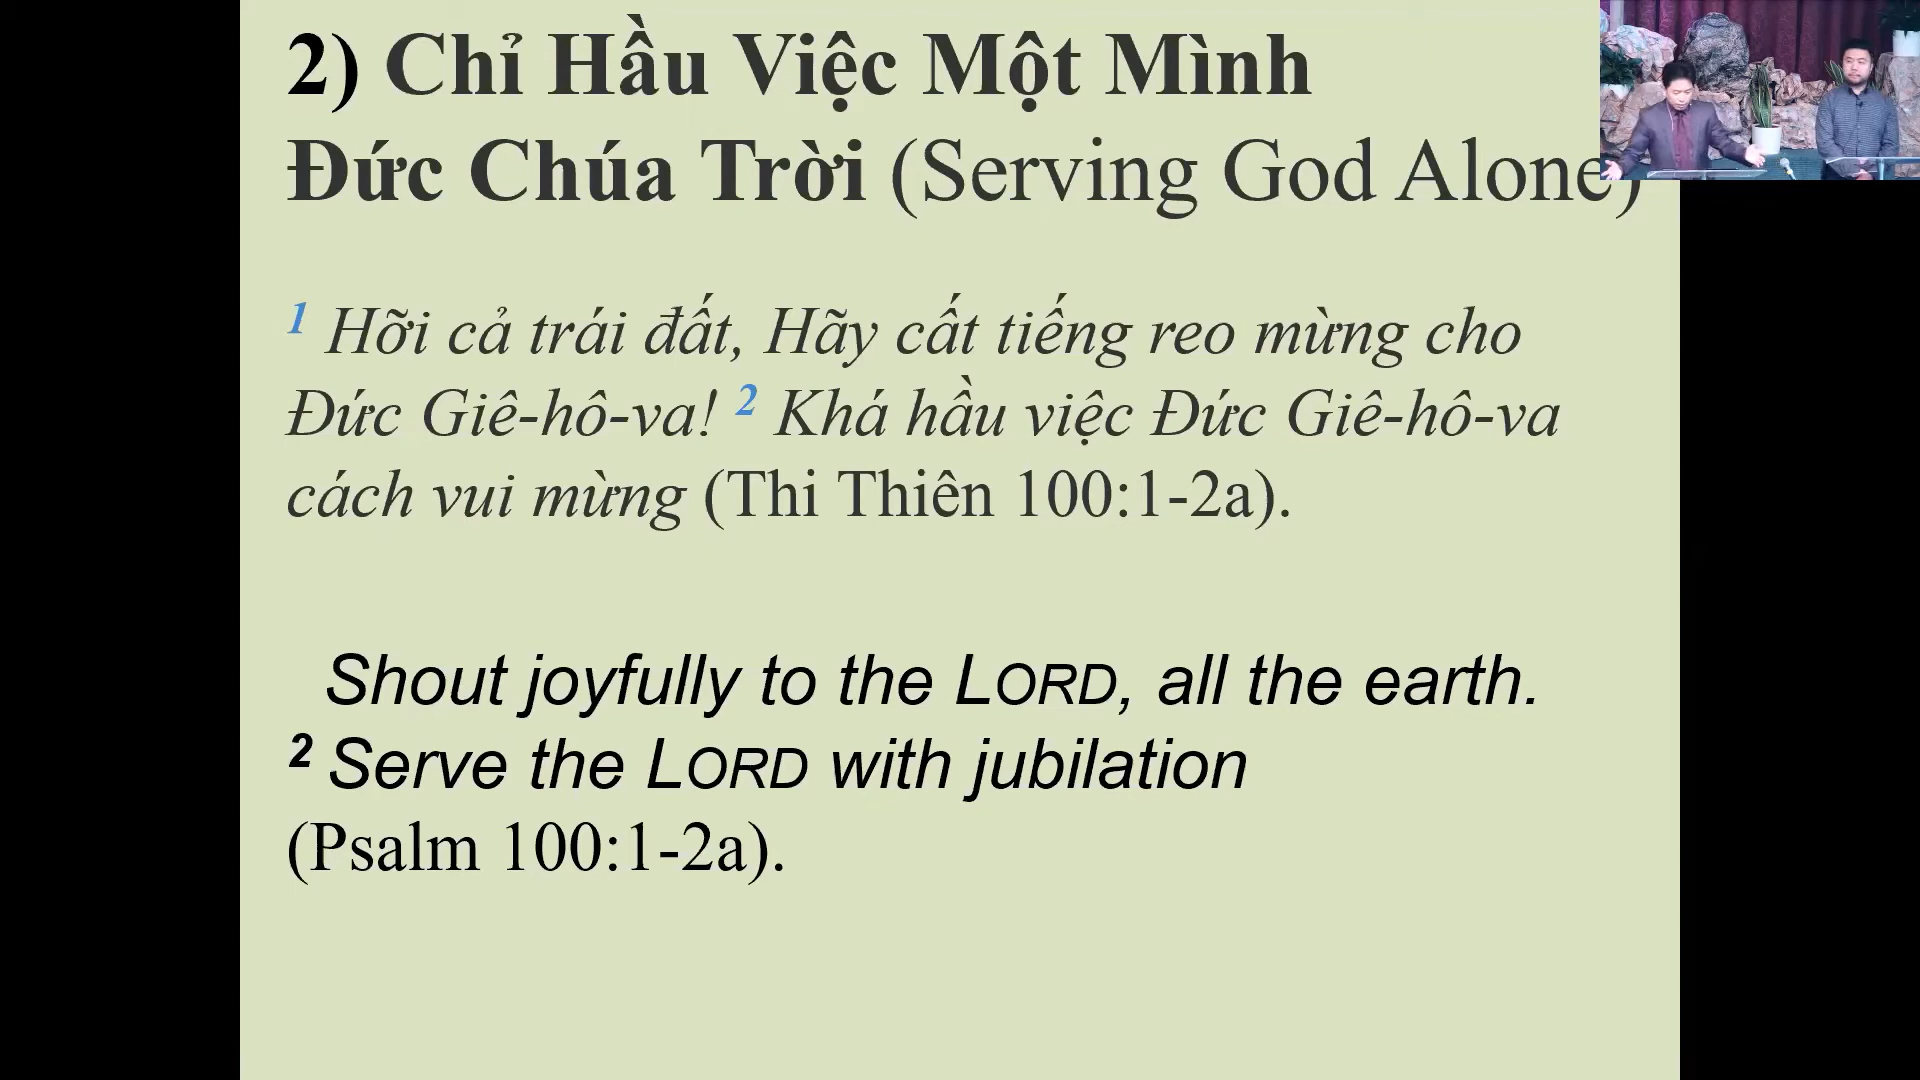 2) Chỉ Hầu Việc Một Mình
Đức Chúa Trời (Serving God Alone)
1 Hỡi cả trái đất, Hãy cất tiếng reo mừng cho
Đức Giê-hô-va! 2 Khá hầu việc Đức Giê-hô-va
cách vui mừng (Thi Thiên 100:1-2a).
Shout joyfully to the LORD, all the earth.
2 Serve the LORD with jubilation
(Psalm 100:1-2a).